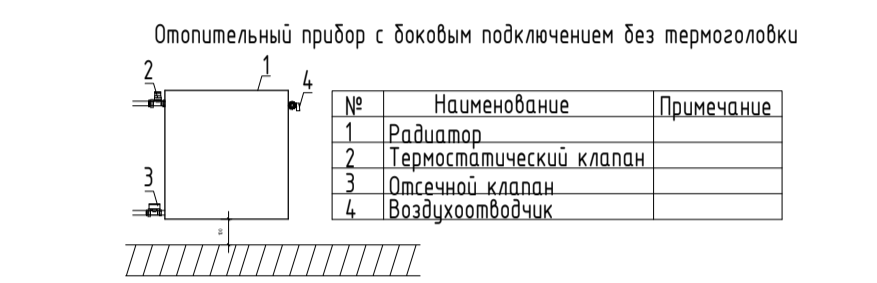 Отопительный прибор с боковым подключением без термоголовки
2
1
4
3
№ Наименование Примечание
1 Радиатор
2 Термостатический клапан
3 Отсечной клапан
4 Воздухоотводчик